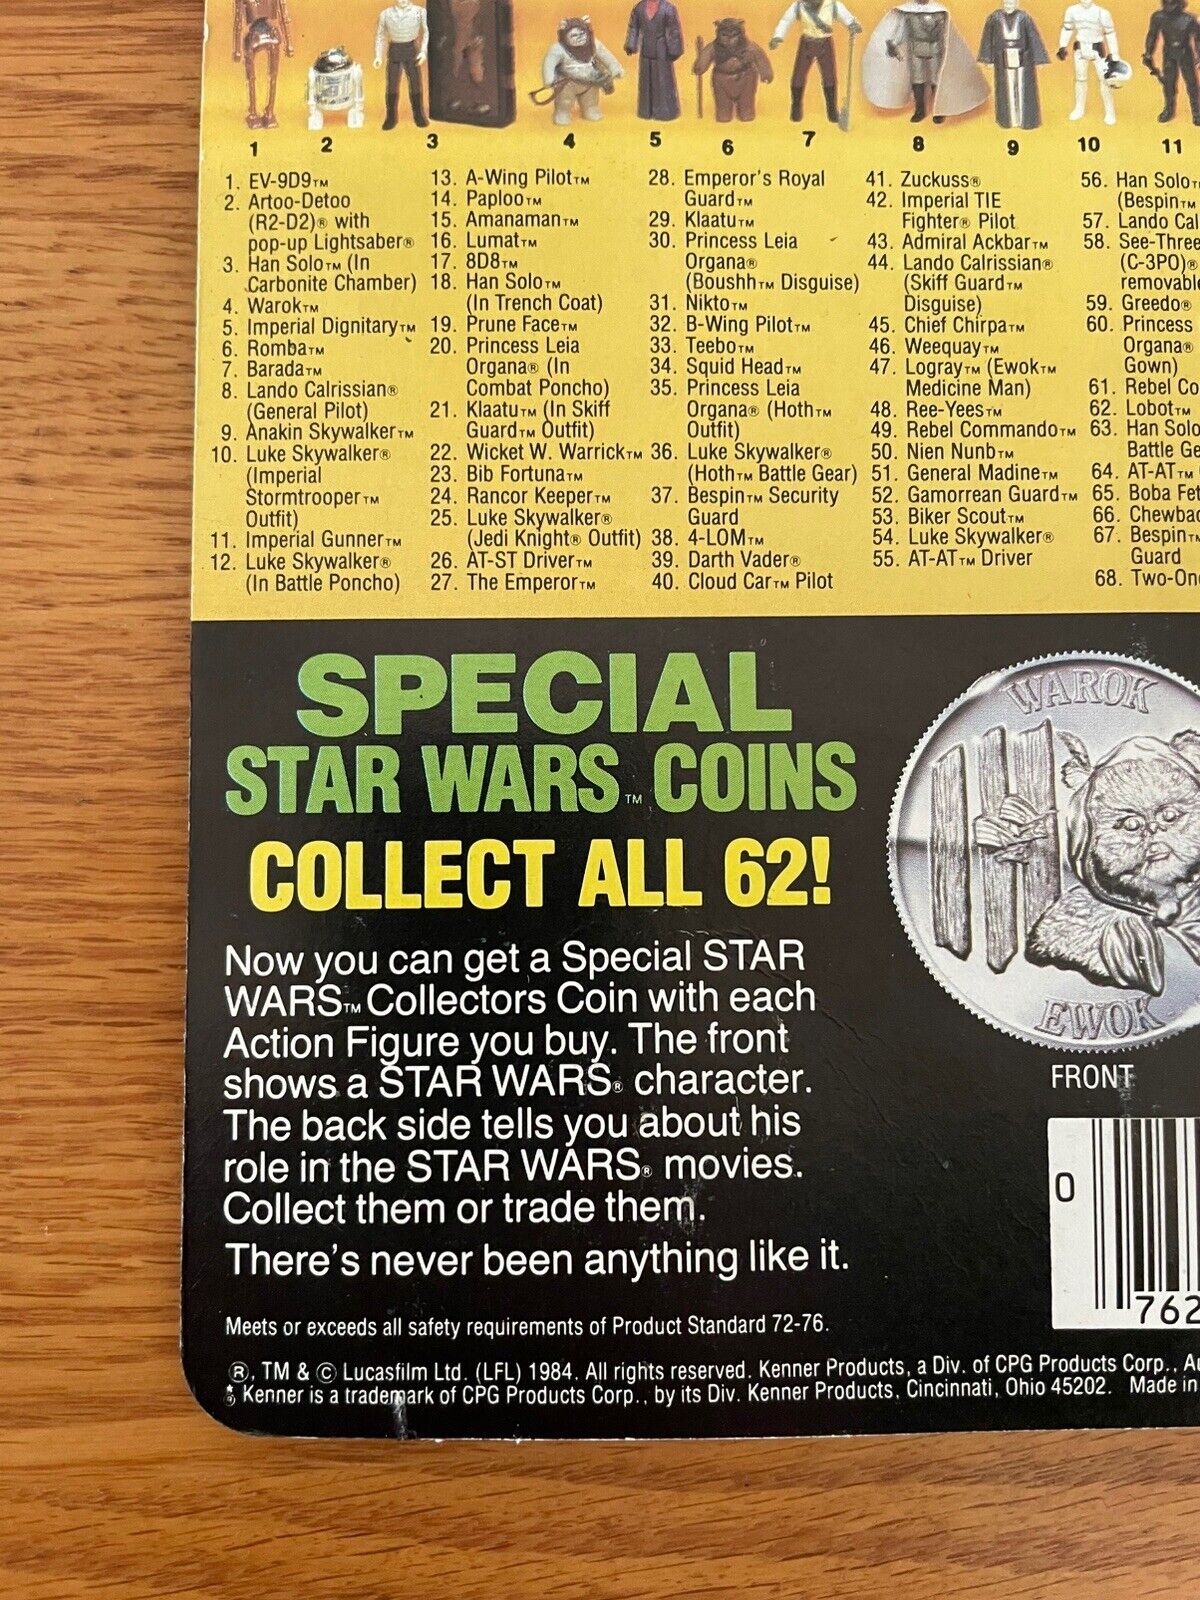 1 2 3 4 5 6 7 8 9 10 11
1. EV-9D9™
2. Artoo-Detoo
(R2-D2)® with
pop-up Lightsaber®
3. Han Solo™ (In
Carbonite Chamber)
4. Warok™
5. Imperial Dignitary™
6. Romba™
7. Barada™
8. Lando Calrissian®
(General Pilot)
9. Anakin Skywalker™
10. Luke Skywalker®
(Imperial
Stormtrooper™
Outfit)
11. Imperial Gunner™
12. Luke Skywalker®
(In Battle Poncho)
13. A-Wing Pilot™
14. Paploo™
15. Amanaman™
16. Lumat™
17. 8D8™
18. Han Solo™
(In Trench Coat)
19. Prune Face™
20. Princess Leia
Organa® (In
Combat Poncho)
21. Klaatu™ (In Skiff
Guard™ Outfit)
22. Wicket W. Warrick™
23. Bib Fortuna™
24. Rancor Keeper™
25. Luke Skywalker®
(Jedi Knight® Outfit)
26. AT-ST Driver™
27. The Emperor™
28. Emperor's Royal
Guard™
29. Klaatu™
30. Princess Leia
Organa®
(Boushh™ Disguise)
31. Nikto™
32. B-Wing Pilot™
33. Teebo™
34. Squid Head™
35. Princess Leia
Organa® (Hoth™
Outfit)
36. Luke Skywalker®
(Hoth™ Battle Gear)
37. Bespin™ Security
Guard
38. 4-LOM™
39. Darth Vader®
40. Cloud Car™ Pilot
41. Zuckuss®
42. Imperial TIE
Fighter® Pilot
43. Admiral Ackbar™
44. Lando Calrissian®
(Skiff Guard™
Disguise)
45. Chief Chirpa™
46. Weequay™
47. Logray™ (Ewok™
Medicine Man)
48. Ree-Yees™
49. Rebel Commando™
50. Nien Nunb™
51. General Madine™
52. Gamorrean Guard™
53. Biker Scout™
54. Luke Skywalker®
55. AT-AT™ Driver
56. Han Solo
(Bespin™
57. Lando Cal
58. See-Three
(C-3PO)®
removable
59. Greedo®
60. Princess
Organa®
Gown)
61. Rebel Co
62. Lobot™
63. Han Solo
Battle Ge
64. AT-AT™
65. Boba Fet
66. Chewbac
67. Bespin™
Guard
68. Two-On
SPECIAL
STAR WARS™ COINS
COLLECT ALL 62!
Now you can get a Special STAR
WARS™ Collectors Coin with each
Action Figure you buy. The front
shows a STAR WARS® character.
The back side tells you about his
role in the STAR WARS® movies.
Collect them or trade them.
There's never been anything like it.
WAROK
EWOK
FRONT
0
762
Meets or exceeds all safety requirements of Product Standard 72-76.
®, TM & © Lucasfilm Ltd. (LFL) 1984. All rights reserved. Kenner Products, a Div. of CPG Products Corp., Au
Kenner is a trademark of CPG Products Corp., by its Div. Kenner Products, Cincinnati, Ohio 45202. Made in